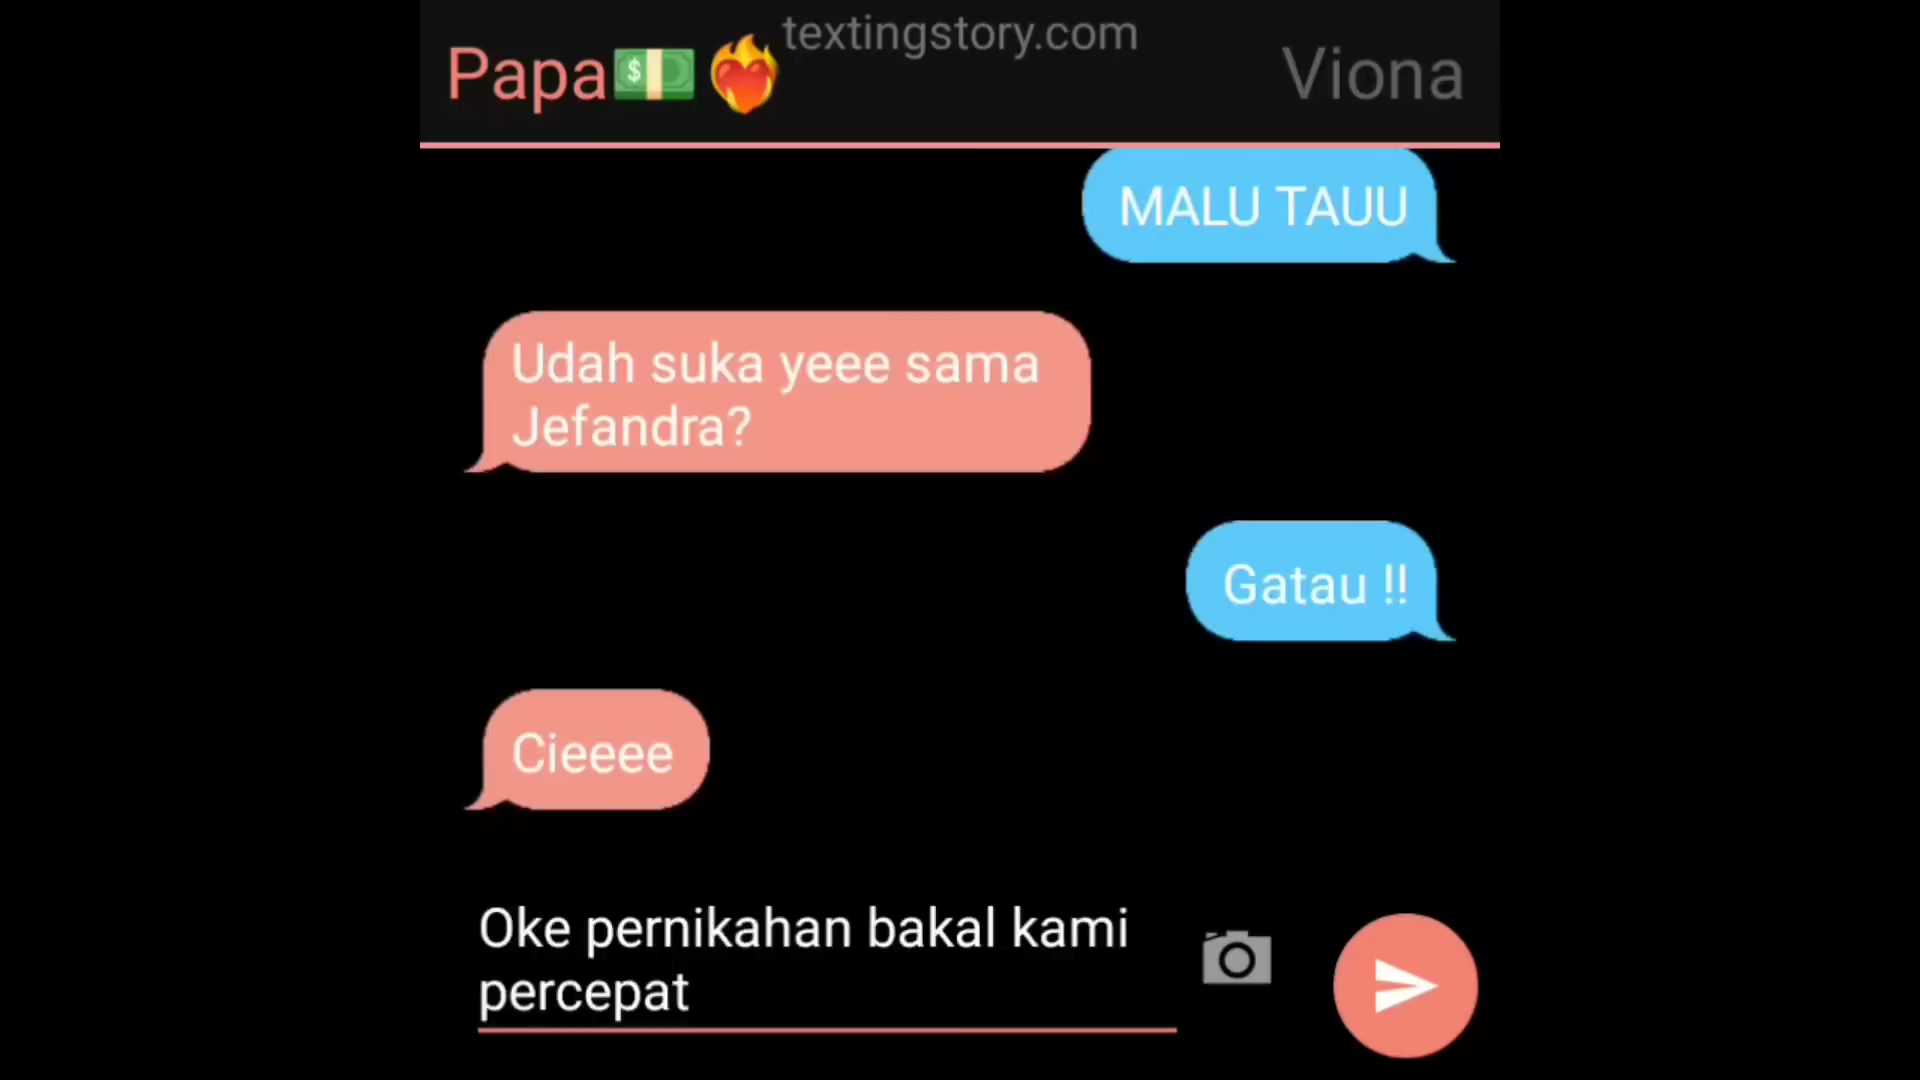 textingstory.com
Papa💵❤️‍🔥
Viona
MALU TAUU
Udah suka yeee sama
Jefandra?
Gatau !!
Cieeee
Oke pernikahan bakal kami
percepat